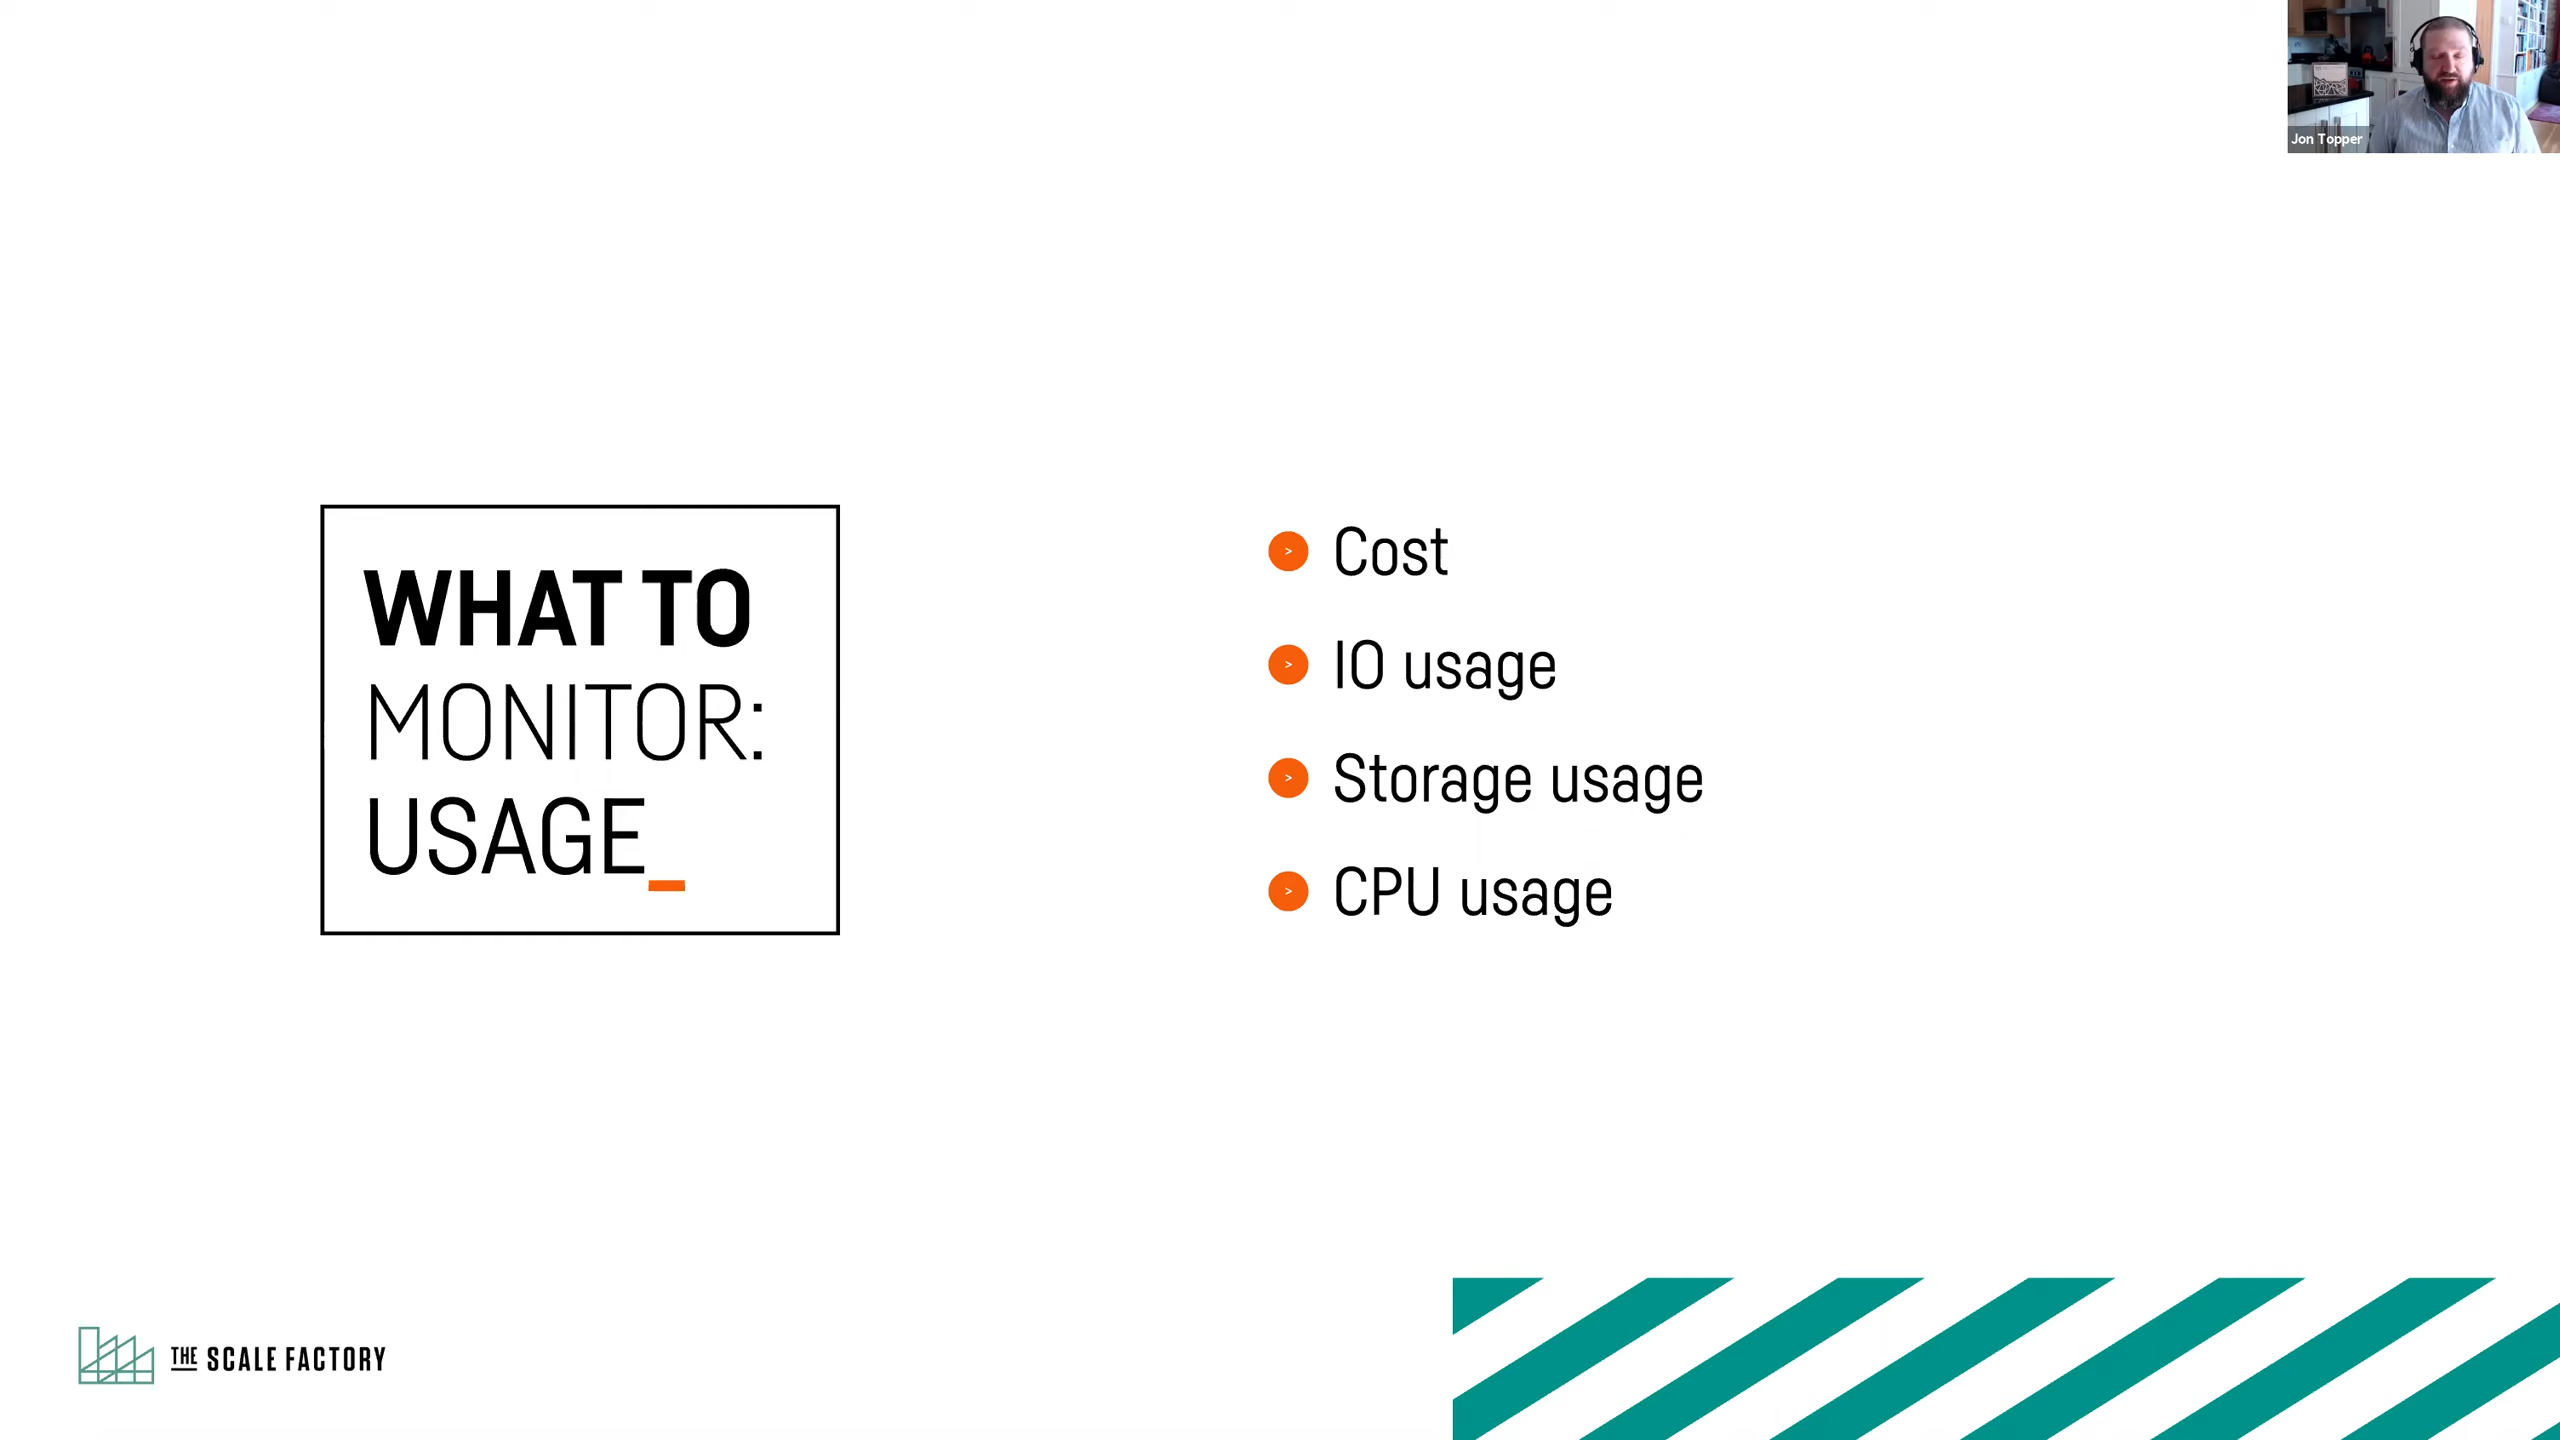 Jon Topper
WHAT TO
MONITOR:
USAGE_
> Cost
> IO usage
> Storage usage
> CPU usage
THE SCALE FACTORY